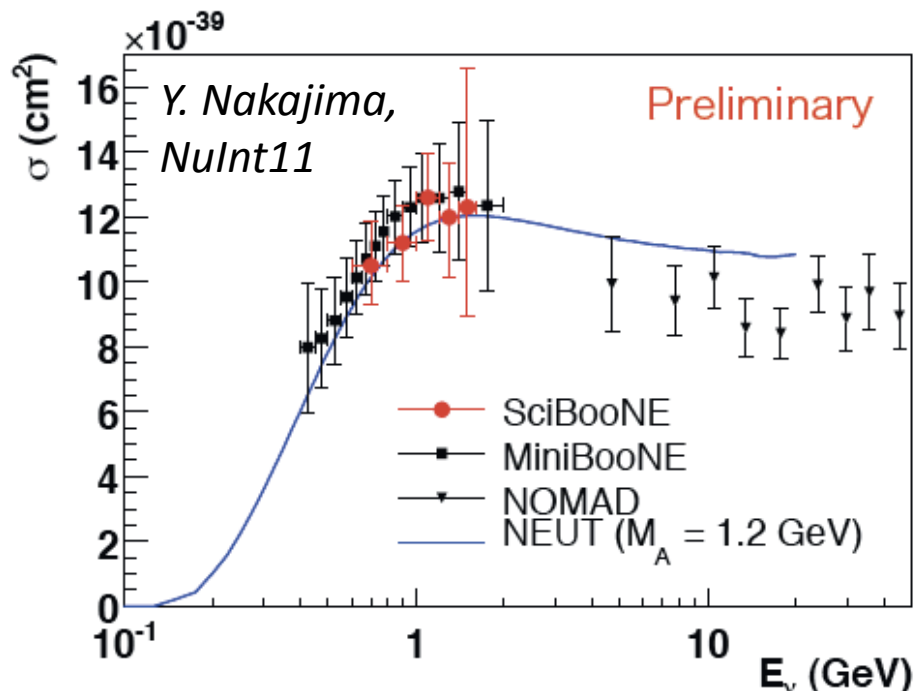 ×10⁻³⁹
σ (cm²)
16
14
12
10
8
6
4
2
0
Y. Nakajima,
NuInt11
Preliminary
SciBooNE
MiniBooNE
NOMAD
NEUT (M_A = 1.2 GeV)
10⁻¹ 1 10
E_ν (GeV)